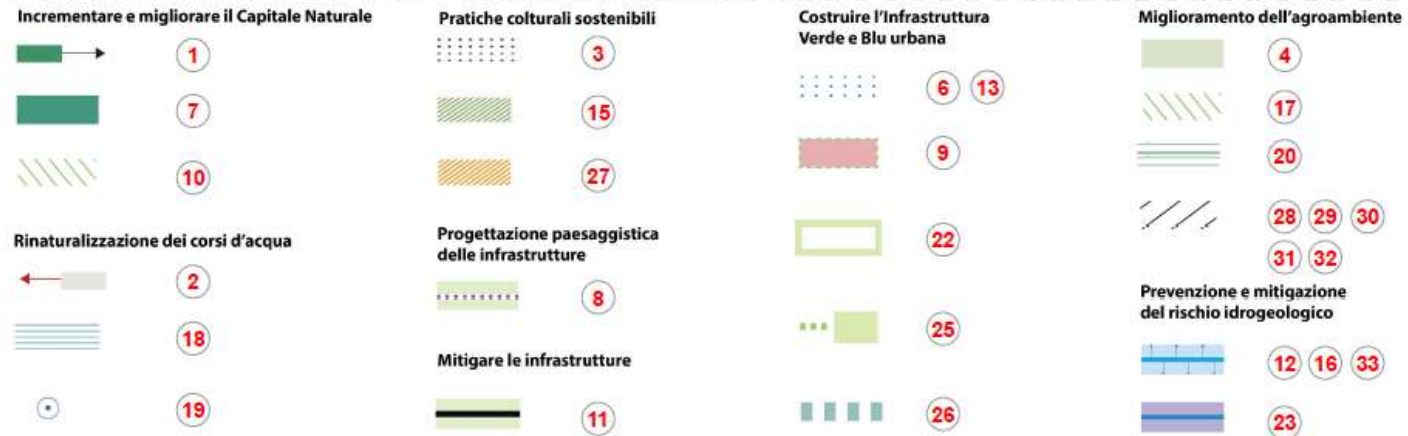 Incrementare e migliorare il Capitale Naturale
1
7
10
Rinaturalizzazione dei corsi d'acqua
2
18
19
Pratiche colturali sostenibili
3
15
27
Progettazione paesaggistica
delle infrastrutture
8
Mitigare le infrastrutture
11
Costruire l'Infrastruttura
Verde e Blu urbana
6 13
9
22
25
26
Miglioramento dell'agroambiente
4
17
20
28 29 30
31 32
Prevenzione e mitigazione
del rischio idrogeologico
12 16 33
23